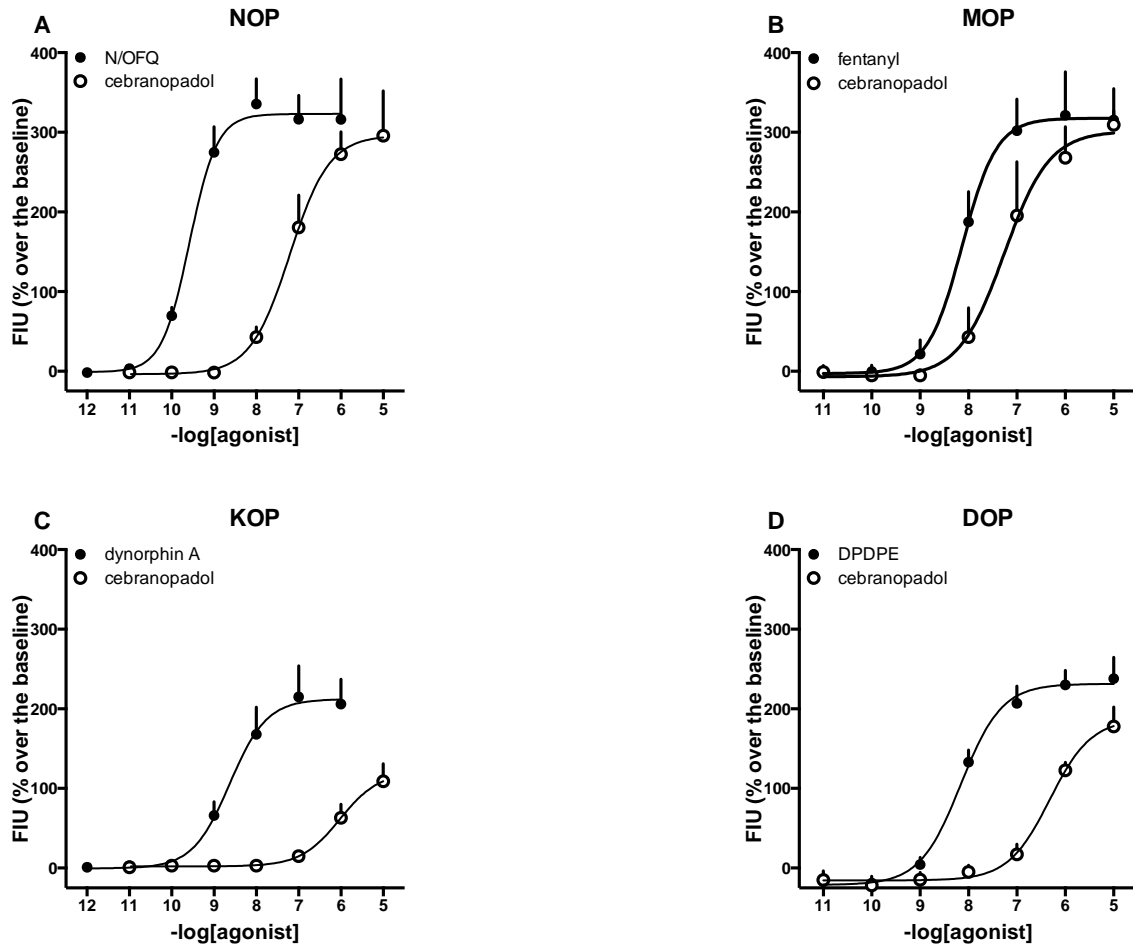 A
NOP
N/OFQ
cebranopadol
FIU (% over the baseline)
400
300
200
100
0
12 11 10 9 8 7 6 5
-log[agonist]
B
MOP
fentanyl
cebranopadol
FIU (% over the baseline)
400
300
200
100
0
11 10 9 8 7 6 5
-log[agonist]
C
KOP
dynorphin A
cebranopadol
FIU (% over the baseline)
400
300
200
100
0
12 11 10 9 8 7 6 5
-log[agonist]
D
DOP
DPDPE
cebranopadol
FIU (% over the baseline)
400
300
200
100
0
11 10 9 8 7 6 5
-log[agonist]